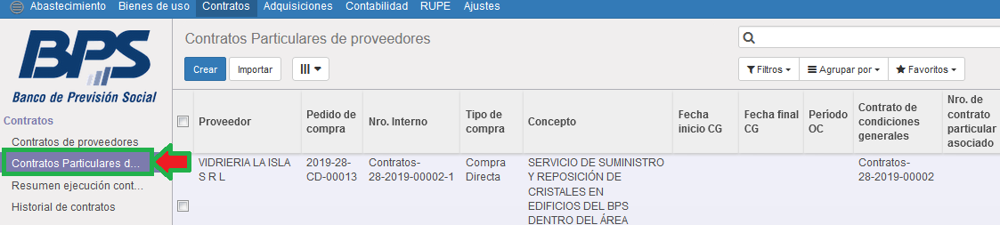 Abastecimiento Bienes de uso Contratos Adquisiciones Contabilidad RUPE Ajustes
BPS
Banco de Previsión Social
Contratos
Contratos de proveedores
Contratos Particulares d...
Resumen ejecución cont...
Historial de contratos
Contratos Particulares de proveedores
Crear Importar
Filtros Agrupar por Favoritos
Proveedor
Pedido de
compra
Nro. Interno
Tipo de
compra
Concepto
Fecha
inicio CG
Fecha final
CG
Período
OC
Contrato de
condiciones
generales
Nro. de
contrato
particular
asociado
VIDRIERIA LA ISLA
S R L
2019-28-
CD-00013
Contratos-
28-2019-00002-1
Compra
Directa
SERVICIO DE SUMINISTRO
Y REPOSICIÓN DE
CRISTALES EN
EDIFICIOS DEL BPS
DENTRO DEL ÁREA
Contratos-
28-2019-00002